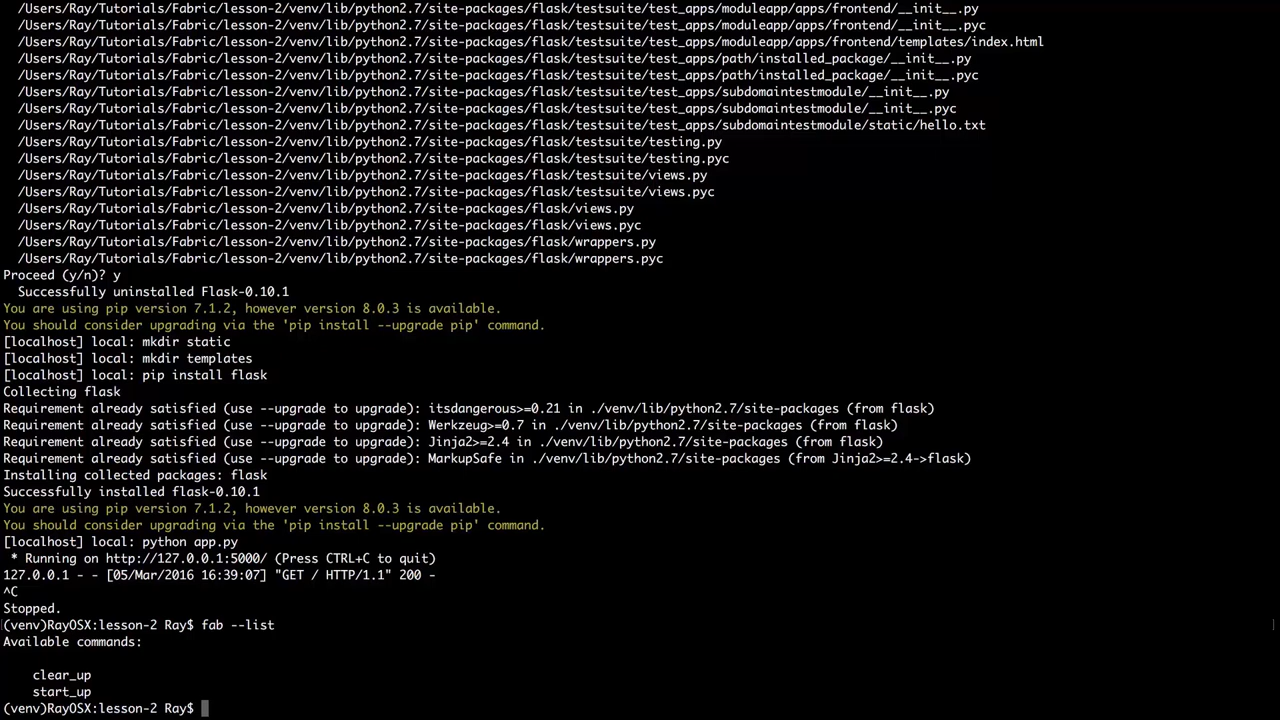 /Users/Ray/Tutorials/Fabric/lesson-2/venv/lib/python2.7/site-packages/flask/testsuite/test_apps/moduleapp/apps/frontend/__init__.py
/Users/Ray/Tutorials/Fabric/lesson-2/venv/lib/python2.7/site-packages/flask/testsuite/test_apps/moduleapp/apps/frontend/__init__.pyc
/Users/Ray/Tutorials/Fabric/lesson-2/venv/lib/python2.7/site-packages/flask/testsuite/test_apps/moduleapp/apps/frontend/templates/index.html
/Users/Ray/Tutorials/Fabric/lesson-2/venv/lib/python2.7/site-packages/flask/testsuite/test_apps/path/installed_package/__init__.py
/Users/Ray/Tutorials/Fabric/lesson-2/venv/lib/python2.7/site-packages/flask/testsuite/test_apps/path/installed_package/__init__.pyc
/Users/Ray/Tutorials/Fabric/lesson-2/venv/lib/python2.7/site-packages/flask/testsuite/test_apps/subdomaintestmodule/__init__.py
/Users/Ray/Tutorials/Fabric/lesson-2/venv/lib/python2.7/site-packages/flask/testsuite/test_apps/subdomaintestmodule/__init__.pyc
/Users/Ray/Tutorials/Fabric/lesson-2/venv/lib/python2.7/site-packages/flask/testsuite/test_apps/subdomaintestmodule/static/hello.txt
/Users/Ray/Tutorials/Fabric/lesson-2/venv/lib/python2.7/site-packages/flask/testsuite/testing.py
/Users/Ray/Tutorials/Fabric/lesson-2/venv/lib/python2.7/site-packages/flask/testsuite/testing.pyc
/Users/Ray/Tutorials/Fabric/lesson-2/venv/lib/python2.7/site-packages/flask/testsuite/views.py
/Users/Ray/Tutorials/Fabric/lesson-2/venv/lib/python2.7/site-packages/flask/testsuite/views.pyc
/Users/Ray/Tutorials/Fabric/lesson-2/venv/lib/python2.7/site-packages/flask/views.py
/Users/Ray/Tutorials/Fabric/lesson-2/venv/lib/python2.7/site-packages/flask/views.pyc
/Users/Ray/Tutorials/Fabric/lesson-2/venv/lib/python2.7/site-packages/flask/wrappers.py
/Users/Ray/Tutorials/Fabric/lesson-2/venv/lib/python2.7/site-packages/flask/wrappers.pyc
Proceed (y/n)? y
Successfully uninstalled Flask-0.10.1
You are using pip version 7.1.2, however version 8.0.3 is available.
You should consider upgrading via the 'pip install --upgrade pip' command.
[localhost] local: mkdir static
[localhost] local: mkdir templates
[localhost] local: pip install flask
Collecting flask
Requirement already satisfied (use --upgrade to upgrade): itsdangerous>=0.21 in ./venv/lib/python2.7/site-packages (from flask)
Requirement already satisfied (use --upgrade to upgrade): Werkzeug>=0.7 in ./venv/lib/python2.7/site-packages (from flask)
Requirement already satisfied (use --upgrade to upgrade): Jinja2>=2.4 in ./venv/lib/python2.7/site-packages (from flask)
Requirement already satisfied (use --upgrade to upgrade): MarkupSafe in ./venv/lib/python2.7/site-packages (from Jinja2>=2.4->flask)
Installing collected packages: flask
Successfully installed flask-0.10.1
You are using pip version 7.1.2, however version 8.0.3 is available.
You should consider upgrading via the 'pip install --upgrade pip' command.
[localhost] local: python app.py
* Running on http://127.0.0.1:5000/ (Press CTRL+C to quit)
127.0.0.1 - - [05/Mar/2016 16:39:07] "GET / HTTP/1.1" 200 -
^C
Stopped.
(venv)RayOSX:lesson-2 Ray$ fab --list
Available commands:
clear_up
start_up
(venv)RayOSX:lesson-2 Ray$